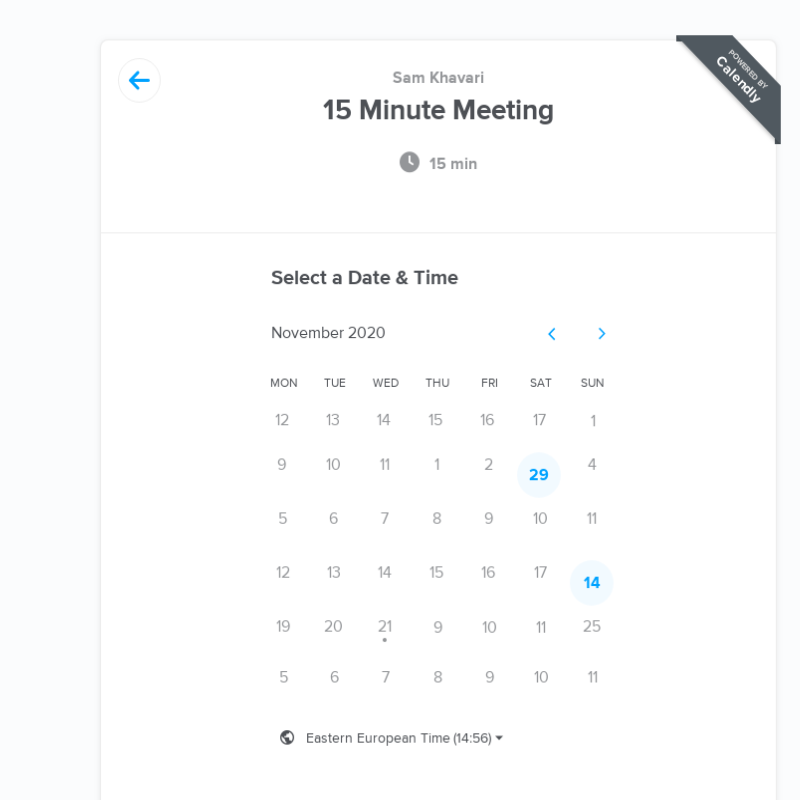 POWERED BY
Calendly
Sam Khavari
15 Minute Meeting
15 min
Select a Date & Time
November 2020
MON TUE WED THU FRI SAT SUN
12 13 14 15 16 17 1
9 10 11 1 2 29 4
5 6 7 8 9 10 11
12 13 14 15 16 17 14
19 20 21 9 10 11 25
5 6 7 8 9 10 11
Eastern European Time (14:56)